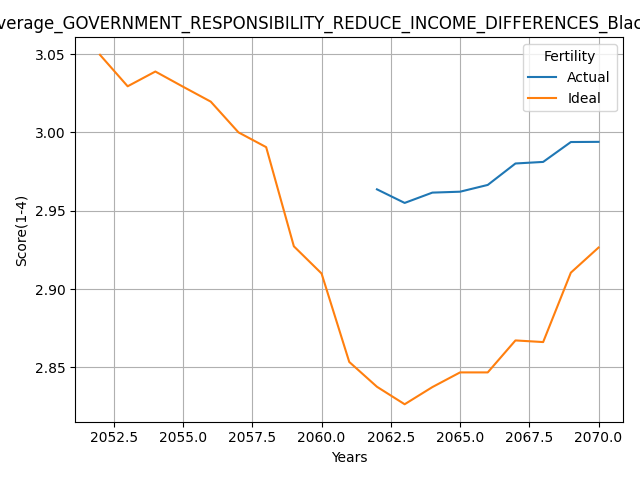 verage_GOVERNMENT_RESPONSIBILITY_REDUCE_INCOME_DIFFERENCES_Blac
Fertility
Actual
Ideal
3.05
3.00
2.95
2.90
2.85
Score(1-4)
2052.5 2055.0 2057.5 2060.0 2062.5 2065.0 2067.5 2070.0
Years